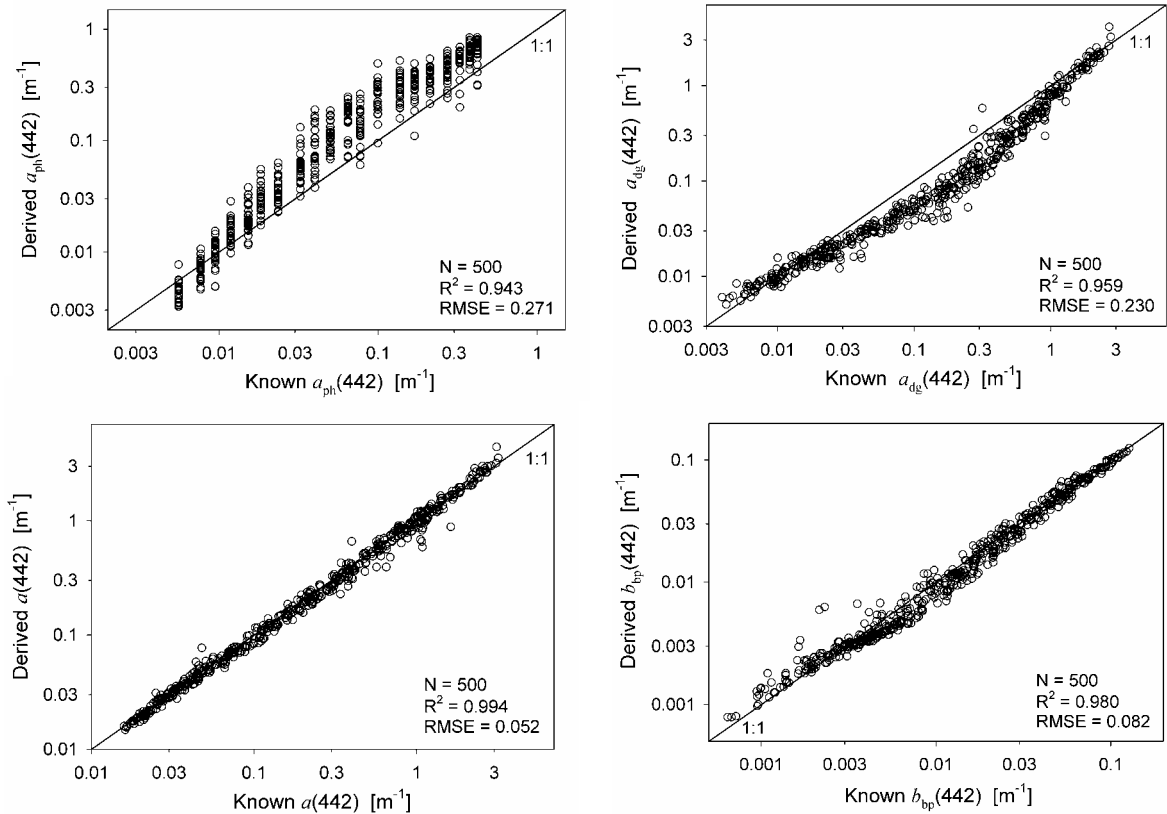 1
0.3
0.1
0.03
0.01
0.003
Derived aph(442) [m-1]
1:1
N = 500
R2 = 0.943
RMSE = 0.271
0.003 0.01 0.03 0.1 0.3 1
Known aph(442) [m-1]
3
1
0.3
0.1
0.03
0.01
0.003
Derived adg(442) [m-1]
1:1
N = 500
R2 = 0.959
RMSE = 0.230
0.003 0.01 0.03 0.1 0.3 1 3
Known adg(442) [m-1]
3
1
0.3
0.1
0.03
0.01
Derived a(442) [m-1]
1:1
N = 500
R2 = 0.994
RMSE = 0.052
0.01 0.03 0.1 0.3 1 3
Known a(442) [m-1]
0.1
0.03
0.01
0.003
0.001
Derived bbp(442) [m-1]
N = 500
R2 = 0.980
RMSE = 0.082
1:1
0.001 0.003 0.01 0.03 0.1
Known bbp(442) [m-1]